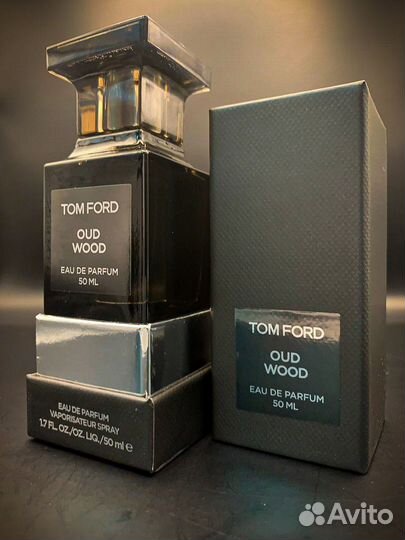 TOM FORD
OUD
WOOD
EAU DE PARFUM
50 ML
EAU DE PARFUM
VAPORISATEUR SPRAY
1.7 FL. OZ./OZ. LIQ./50 ml e
TOM FORD
OUD
WOOD
EAU DE PARFUM
50 ML
Avito